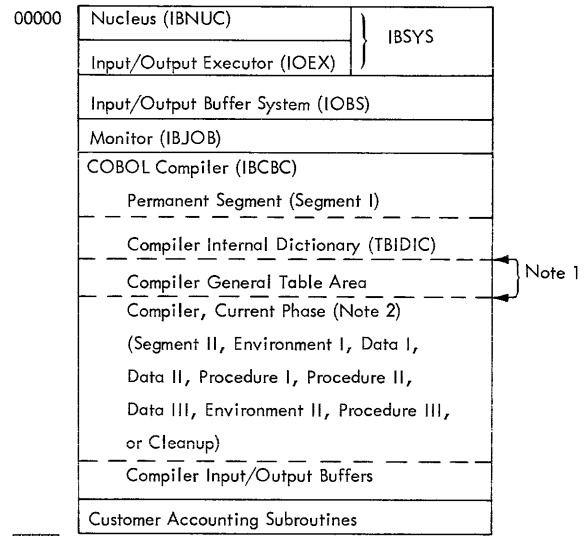 00000
Nucleus (IBNUC)
IBSYS
Input/Output Executor (IOEX)
Input/Output Buffer System (IOBS)
Monitor (IBJOB)
COBOL Compiler (IBCBC)
Permanent Segment (Segment I)
Compiler Internal Dictionary (TBIDIC)
Note 1
Compiler General Table Area
Compiler, Current Phase (Note 2)
(Segment II, Environment I, Data I,
Data II, Procedure I, Procedure II,
Data III, Environment II, Procedure III,
or Cleanup)
Compiler Input/Output Buffers
Customer Accounting Subroutines